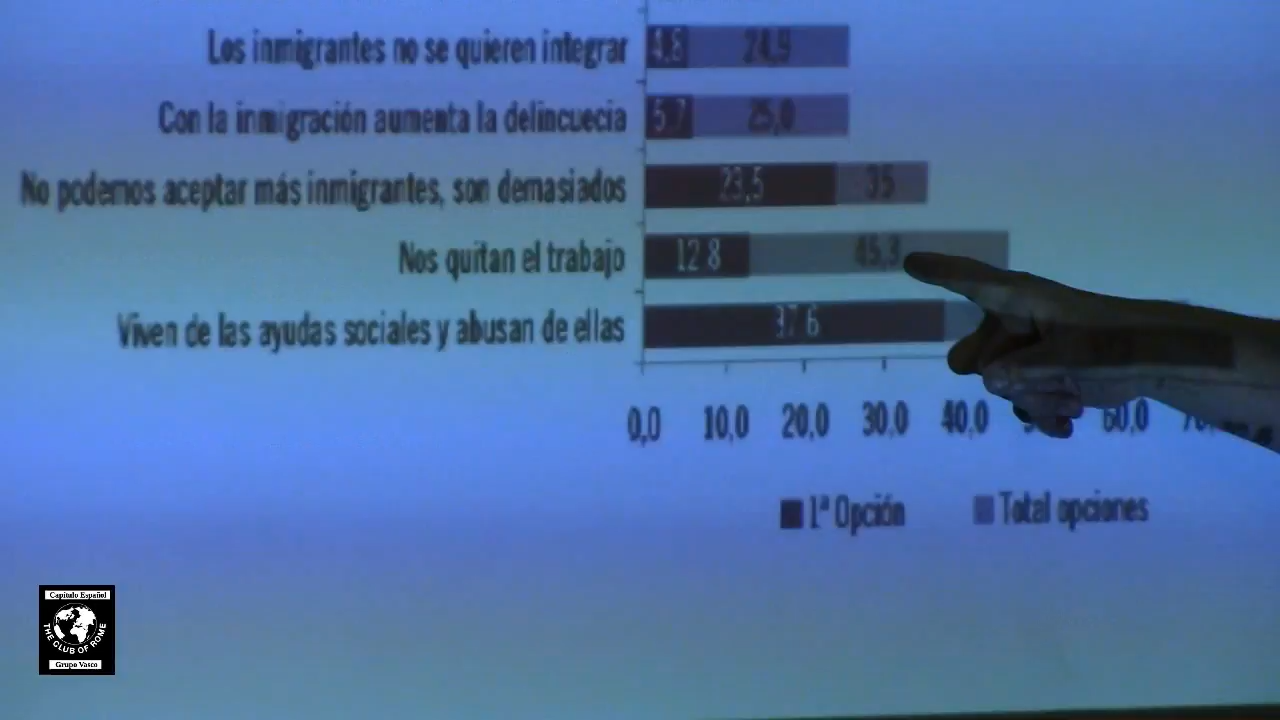 Los inmigrantes no se quieren integrar
4,8 24,9
Con la inmigración aumenta la delincuecia
5,7 25,0
No podemos aceptar más inmigrantes, son demasiados
23,5 35
Nos quitan el trabajo
12,8 45,3
Viven de las ayudas sociales y abusan de ellas
37,6
0,0 10,0 20,0 30,0 40,0 60,0
1ª Opción Total opciones
Capítulo Español
THE CLUB OF ROME
Grupo Vasco